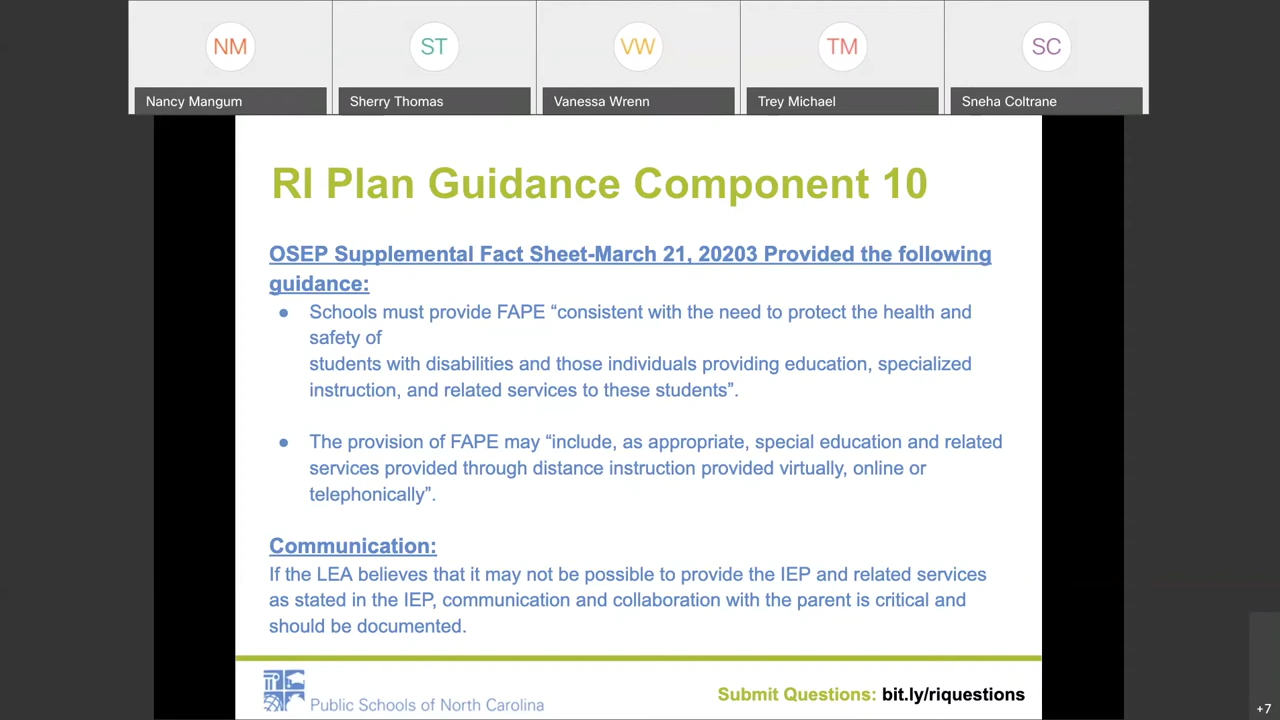 NM ST VW TM SC
Nancy Mangum Sherry Thomas Vanessa Wrenn Trey Michael Sneha Coltrane
RI Plan Guidance Component 10
OSEP Supplemental Fact Sheet-March 21, 20203 Provided the following
guidance:
● Schools must provide FAPE “consistent with the need to protect the health and
safety of
students with disabilities and those individuals providing education, specialized
instruction, and related services to these students”.
● The provision of FAPE may “include, as appropriate, special education and related
services provided through distance instruction provided virtually, online or
telephonically”.
Communication:
If the LEA believes that it may not be possible to provide the IEP and related services
as stated in the IEP, communication and collaboration with the parent is critical and
should be documented.
Public Schools of North Carolina
Submit Questions: bit.ly/riquestions
+7